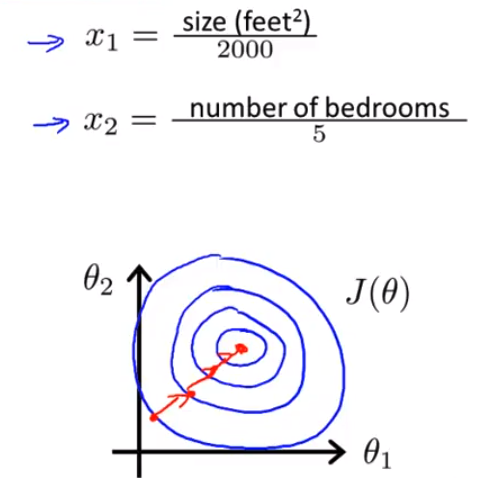 → x₁ = size (feet²) / 2000
→ x₂ = number of bedrooms / 5
θ₂
J(θ)
θ₁